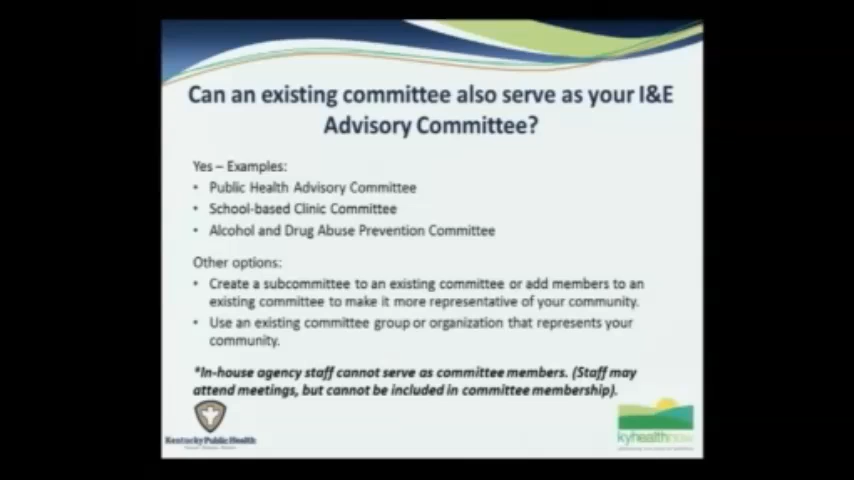 Can an existing committee also serve as your I&E
Advisory Committee?
Yes – Examples:
• Public Health Advisory Committee
• School-based Clinic Committee
• Alcohol and Drug Abuse Prevention Committee
Other options:
• Create a subcommittee to an existing committee or add members to an
existing committee to make it more representative of your community.
• Use an existing committee group or organization that represents your
community.
*In-house agency staff cannot serve as committee members. (Staff may
attend meetings, but cannot be included in committee membership).
Kentucky Public Health
kyhealthnow